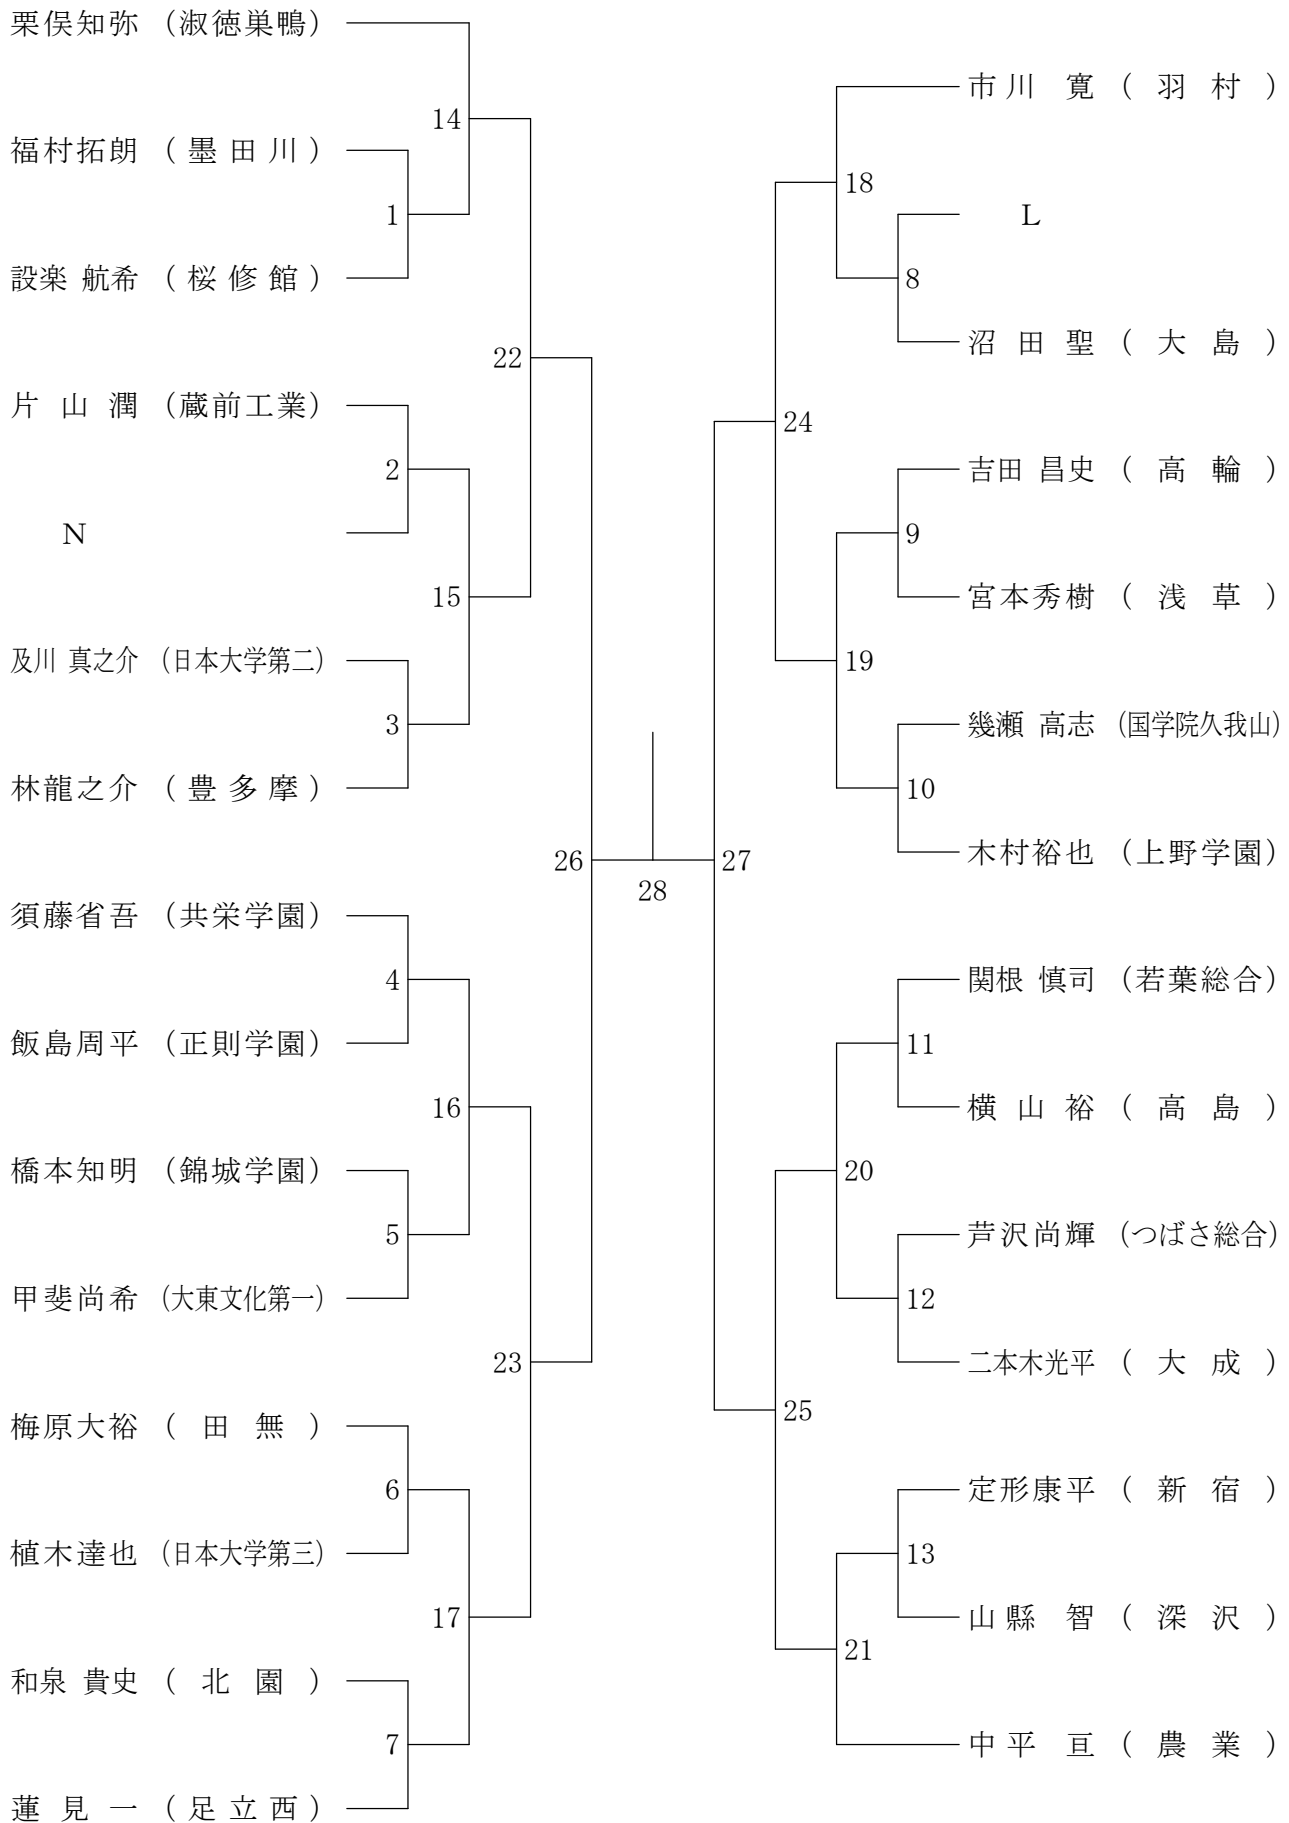 栗俣知弥 (淑徳巣鴨)
14
福村拓朗 (墨田川)
1
設楽 航希 (桜修館)
22
片山潤 (蔵前工業)
2
N
15
及川 真之介 (日本大学第二)
3
林龍之介 (豊多摩)
26
須藤省吾 (共栄学園)
4
飯島周平 (正則学園)
16
橋本知明 (錦城学園)
5
甲斐尚希 (大東文化第一)
23
梅原大裕 (田無)
6
植木達也 (日本大学第三)
17
和泉 貴史 (北園)
7
蓮見一 (足立西)
28
市川 寛 (羽村)
18
L
8
沼田聖 (大島)
24
吉田 昌史 (高輪)
9
宮本秀樹 (浅草)
19
幾瀬 高志 (国学院久我山)
10
木村裕也 (上野学園)
27
関根 慎司 (若葉総合)
11
横山裕 (高島)
20
芦沢尚輝 (つばさ総合)
12
二本木光平 (大成)
25
定形康平 (新宿)
13
山縣 智 (深沢)
21
中平 亘 (農業)